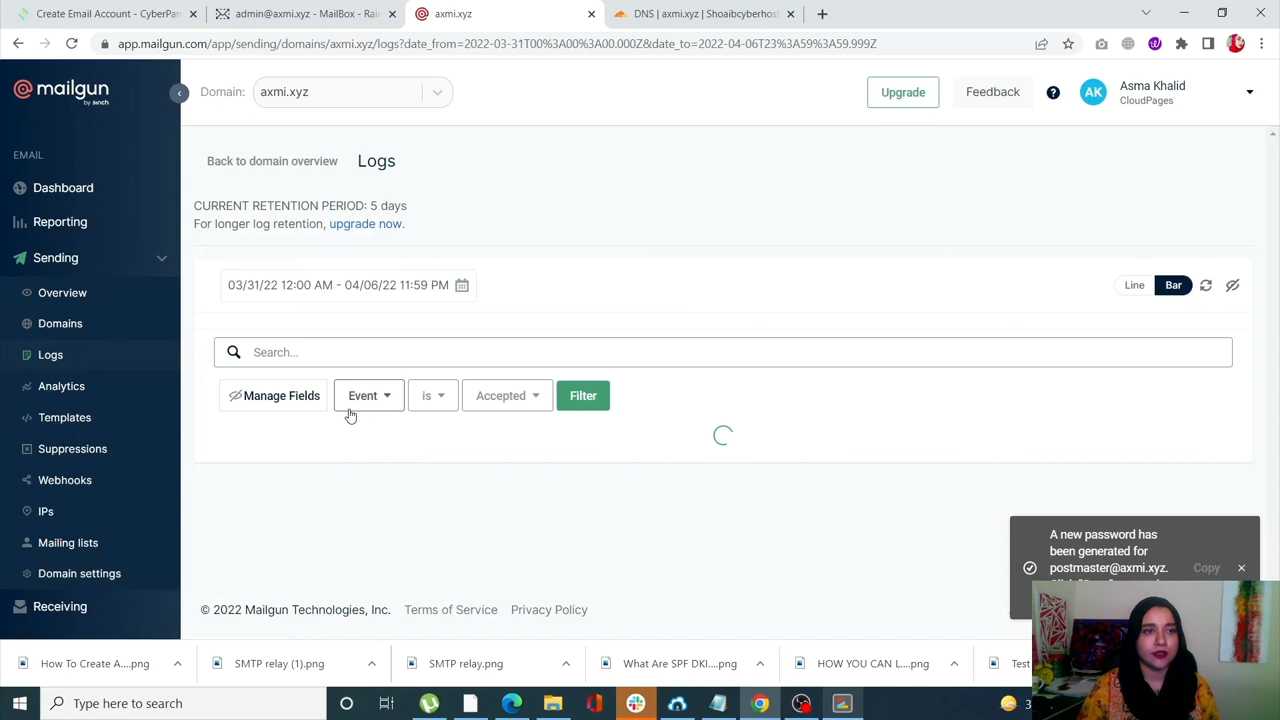 Create Email Account - CyberPan
admin@axmi.xyz - MailBox - Rai
axmi.xyz
DNS | axmi.xyz | Shoaibcyberhost
app.mailgun.com/app/sending/domains/axmi.xyz/logs?date_from=2022-03-31T00%3A00%3A00.000Z&date_to=2022-04-06T23%3A59%3A59.999Z
mailgun
by sinch
Domain:
axmi.xyz
Upgrade
Feedback
AK
Asma Khalid
CloudPages
EMAIL
Dashboard
Reporting
Sending
Overview
Domains
Logs
Analytics
Templates
Suppressions
Webhooks
IPs
Mailing lists
Domain settings
Receiving
Back to domain overview
Logs
CURRENT RETENTION PERIOD: 5 days
For longer log retention, upgrade now.
03/31/22 12:00 AM - 04/06/22 11:59 PM
Line
Bar
Search...
Manage Fields
Event
is
Accepted
Filter
A new password has
been generated for
postmaster@axmi.xyz.
Copy
© 2022 Mailgun Technologies, Inc.
Terms of Service
Privacy Policy
How To Create A....png
SMTP relay (1).png
SMTP relay.png
What Are SPF DKI....png
HOW YOU CAN L....png
Test
Type here to search
3